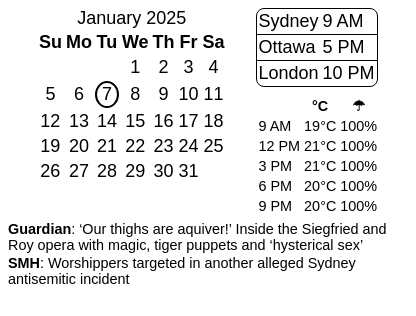 January 2025
Su Mo Tu We Th Fr Sa
1 2 3 4
5 6 7 8 9 10 11
12 13 14 15 16 17 18
19 20 21 22 23 24 25
26 27 28 29 30 31
Sydney 9 AM
Ottawa 5 PM
London 10 PM
°C ☂
9 AM 19°C 100%
12 PM 21°C 100%
3 PM 21°C 100%
6 PM 20°C 100%
9 PM 20°C 100%
Guardian: ‘Our thighs are aquiver!’ Inside the Siegfried and
Roy opera with magic, tiger puppets and ‘hysterical sex’
SMH: Worshippers targeted in another alleged Sydney
antisemitic incident